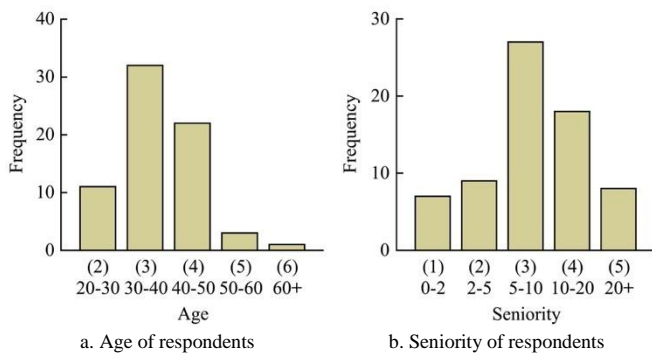 40
30
20
10
0
Frequency
(2) (3) (4) (5) (6)
20-30 30-40 40-50 50-60 60+
Age
a. Age of respondents
30
20
10
0
Frequency
(1) (2) (3) (4) (5)
0-2 2-5 5-10 10-20 20+
Seniority
b. Seniority of respondents